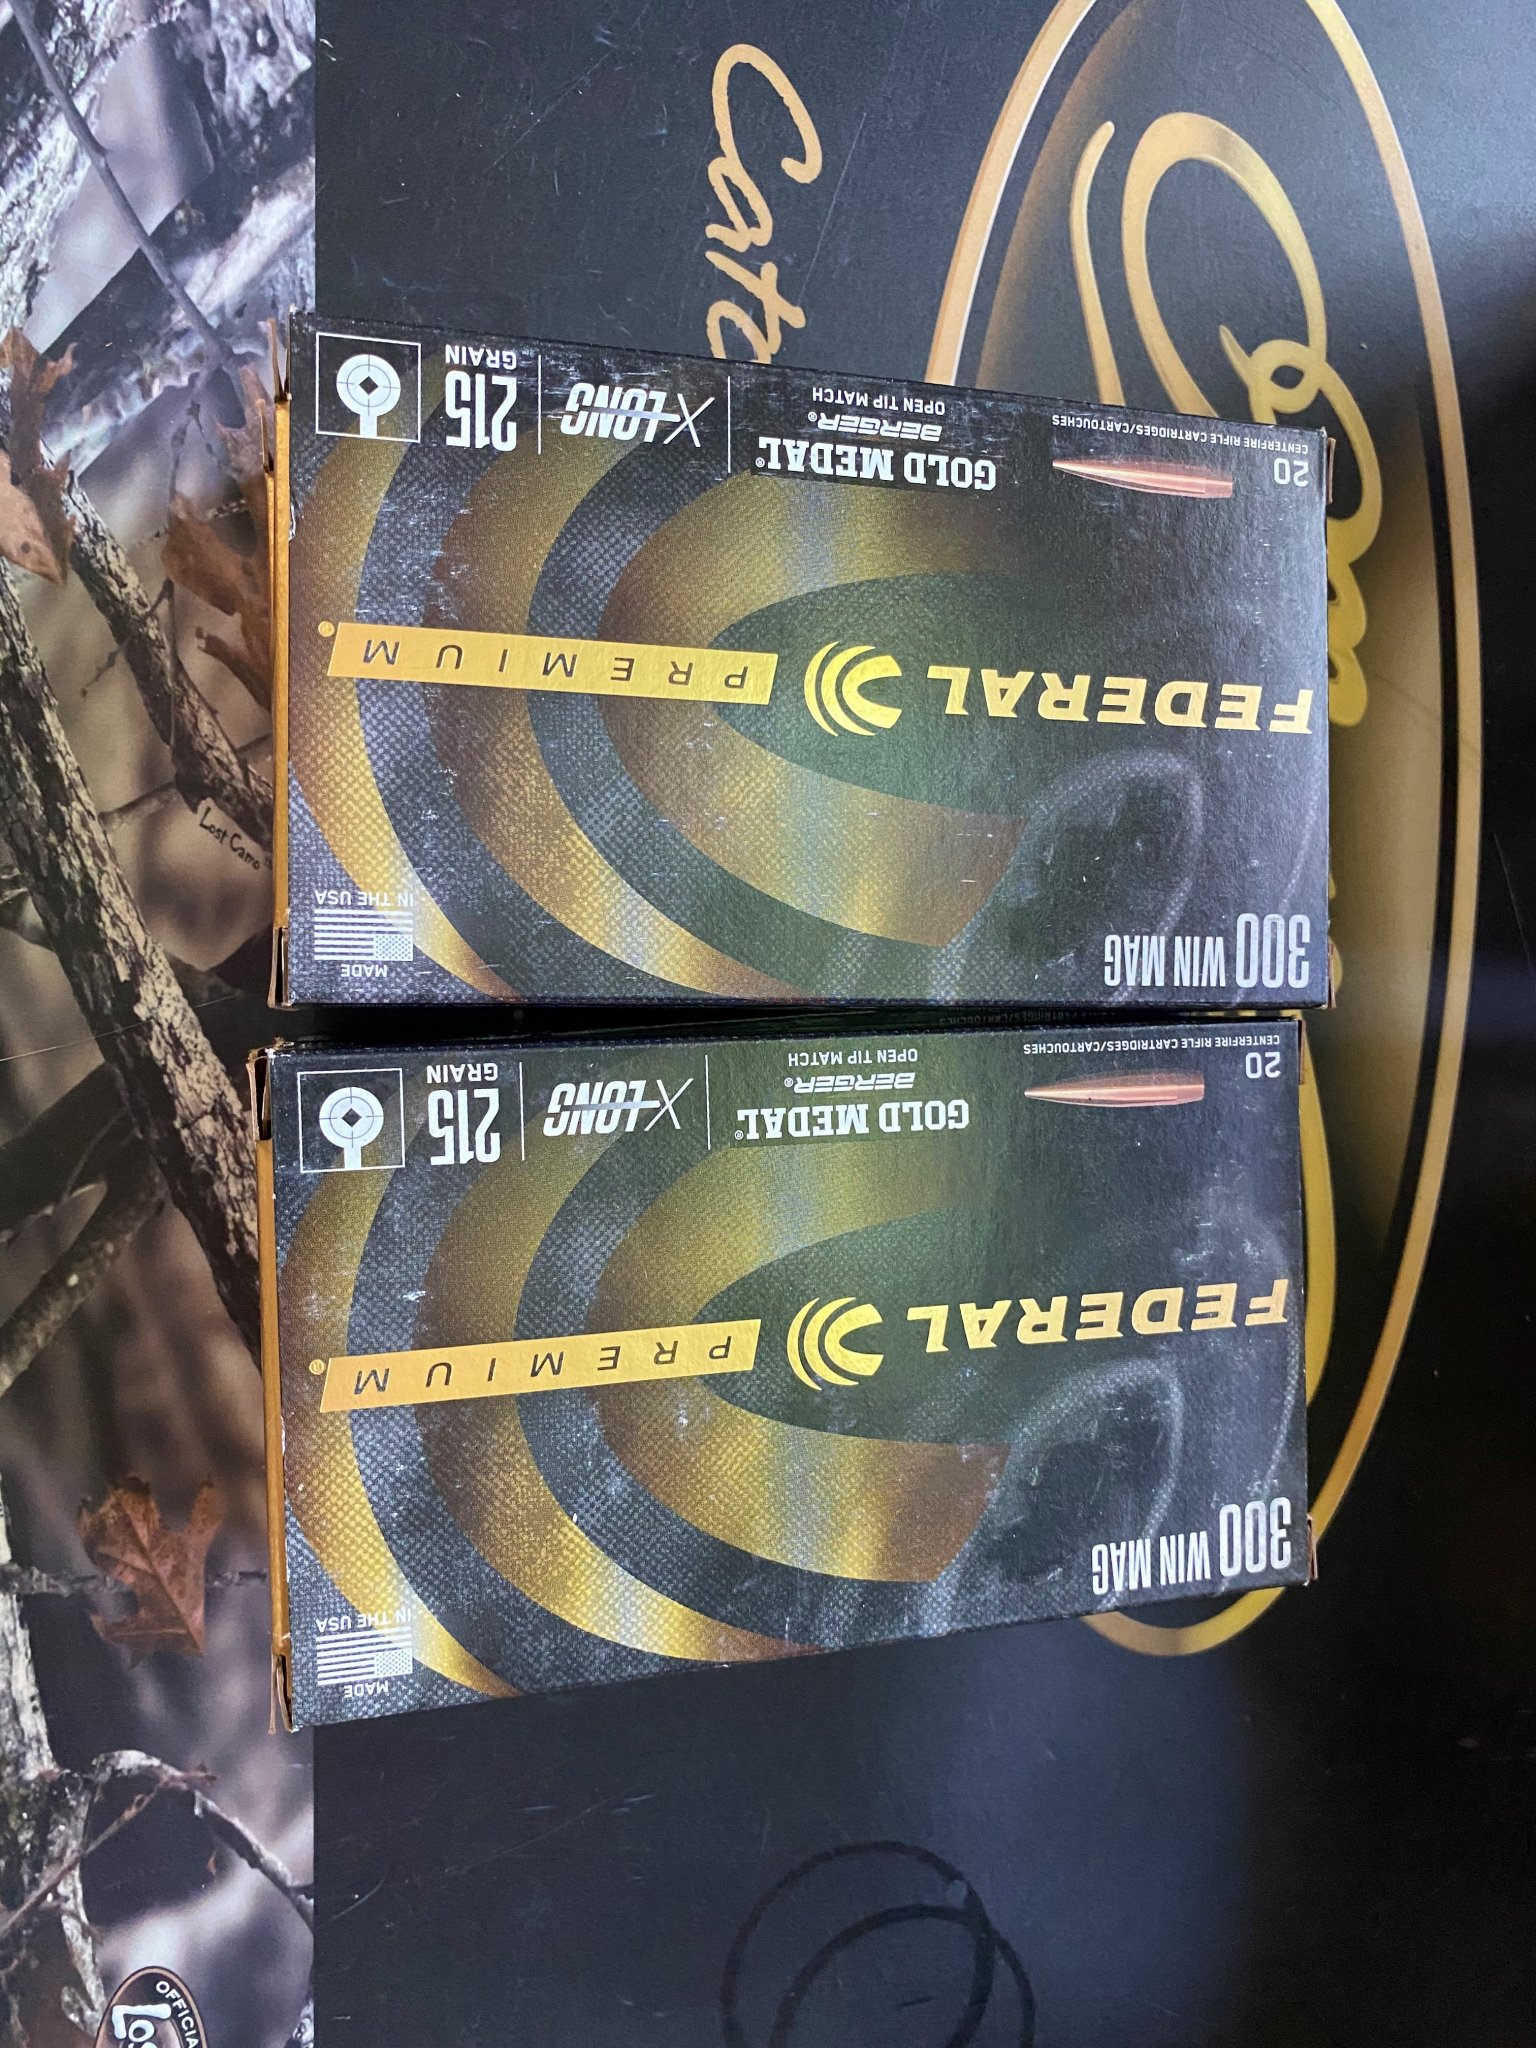 Cato
Lost Camo
300 WIN MAG
MADE
IN THE USA
FEDERAL
PREMIUM®
20
CENTERFIRE RIFLE CARTRIDGES/CARTOUCHES
GOLD MEDAL®
BERGER®
OPEN TIP MATCH
X-LONG
215
GRAIN
300 WIN MAG
MADE
IN THE USA
FEDERAL
PREMIUM®
20
CENTERFIRE RIFLE CARTRIDGES/CARTOUCHES
GOLD MEDAL®
BERGER®
OPEN TIP MATCH
X-LONG
215
GRAIN